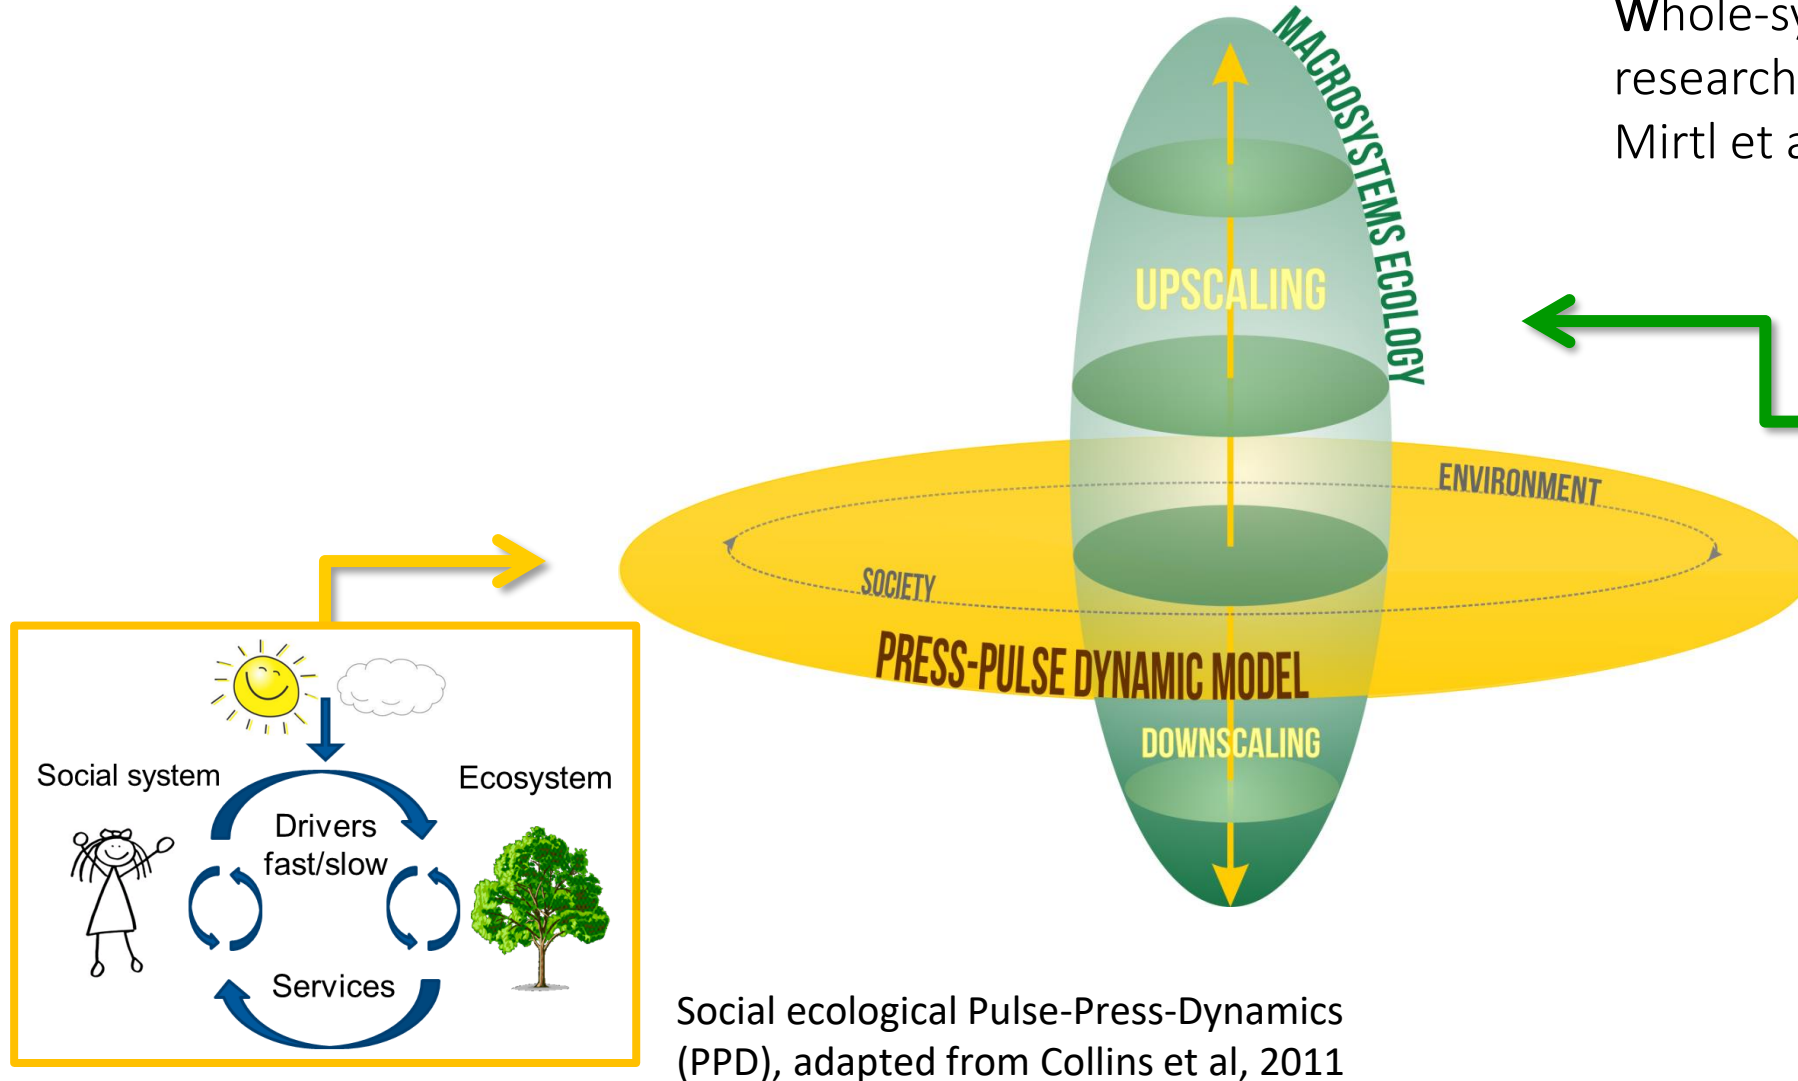 Whole-sy
research
Mirtl et a
MACROSYSTEMS ECOLOGY
UPSCALING
ENVIRONMENT
SOCIETY
PRESS-PULSE DYNAMIC MODEL
DOWNSCALING
Social system
Ecosystem
Drivers
fast/slow
Services
Social ecological Pulse-Press-Dynamics
(PPD), adapted from Collins et al, 2011